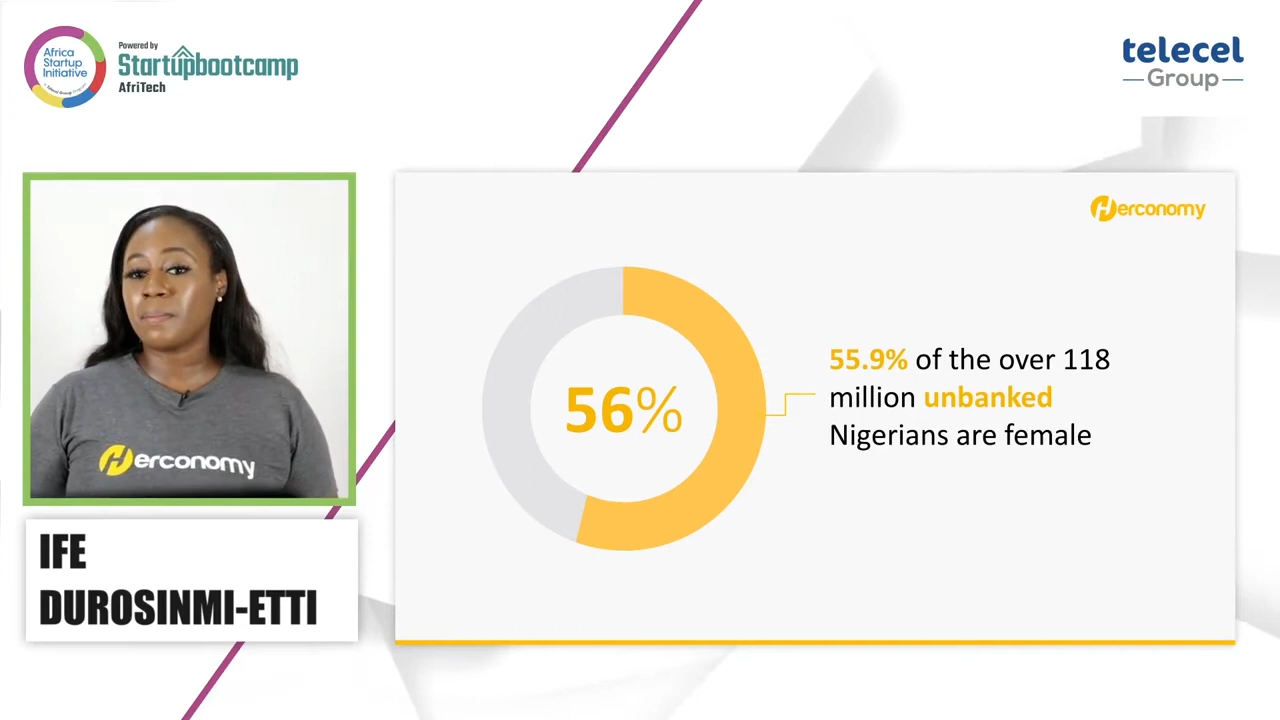 Africa
Startup
Initiative
Powered by
Startupbootcamp
AfriTech
telecel
Group
Herconomy
56%
55.9% of the over 118
million unbanked
Nigerians are female
Herconomy
IFE
DUROSINMI-ETTI